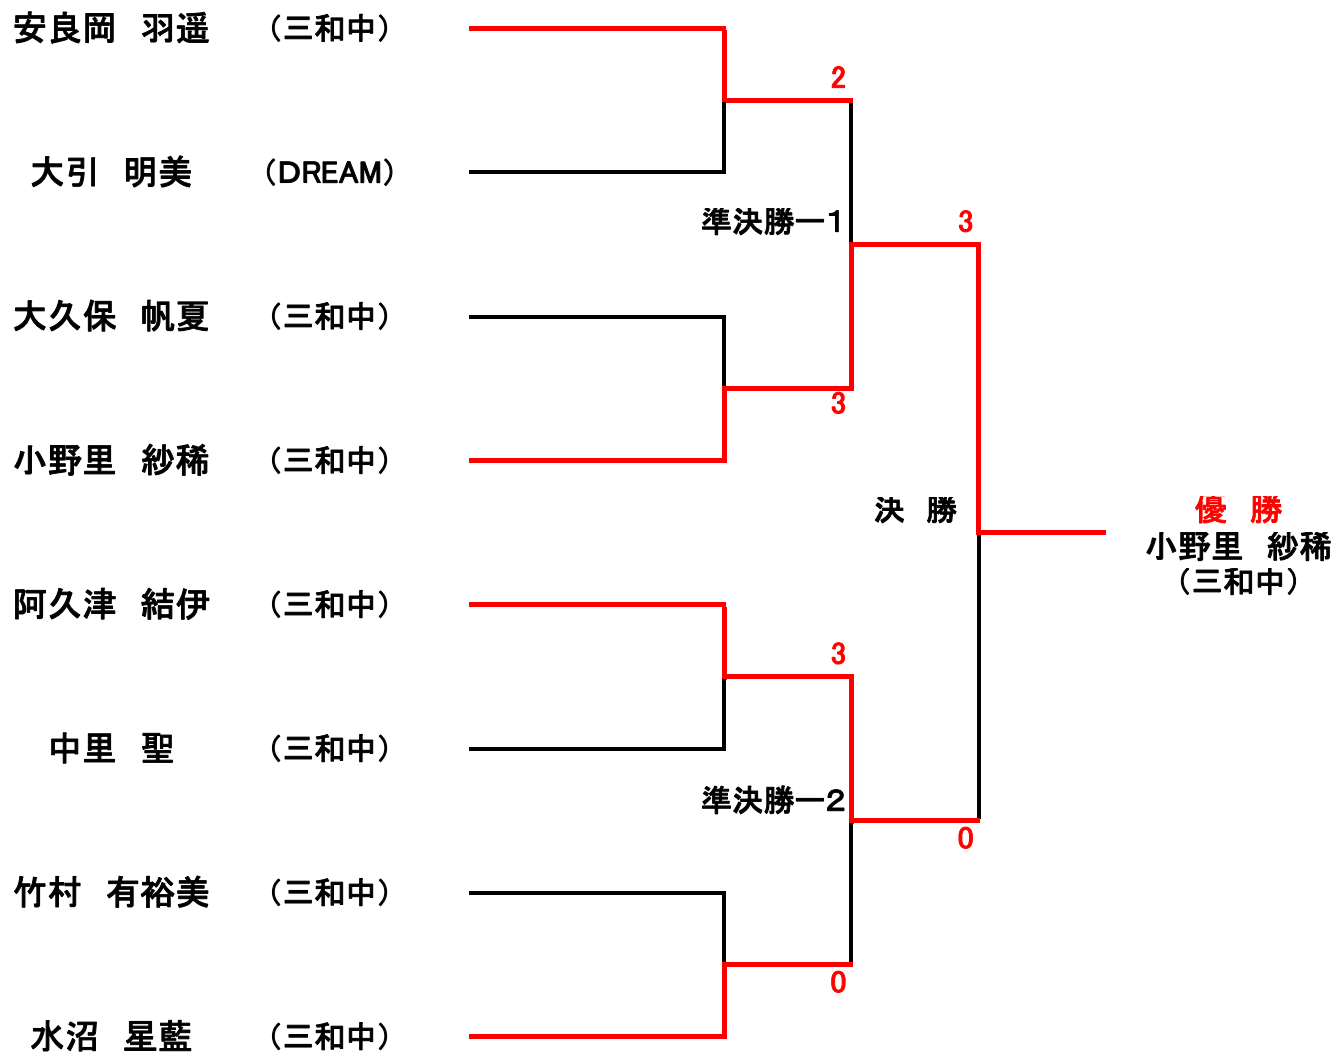 安良岡　羽遥　（三和中）
2
大引　明美　（DREAM）
準決勝ー1
3
大久保　帆夏　（三和中）
3
小野里　紗稀　（三和中）
決　勝
優　勝
小野里　紗稀
（三和中）
阿久津　結伊　（三和中）
3
中里　聖　（三和中）
準決勝ー2
0
竹村　有裕美　（三和中）
0
水沼　星藍　（三和中）